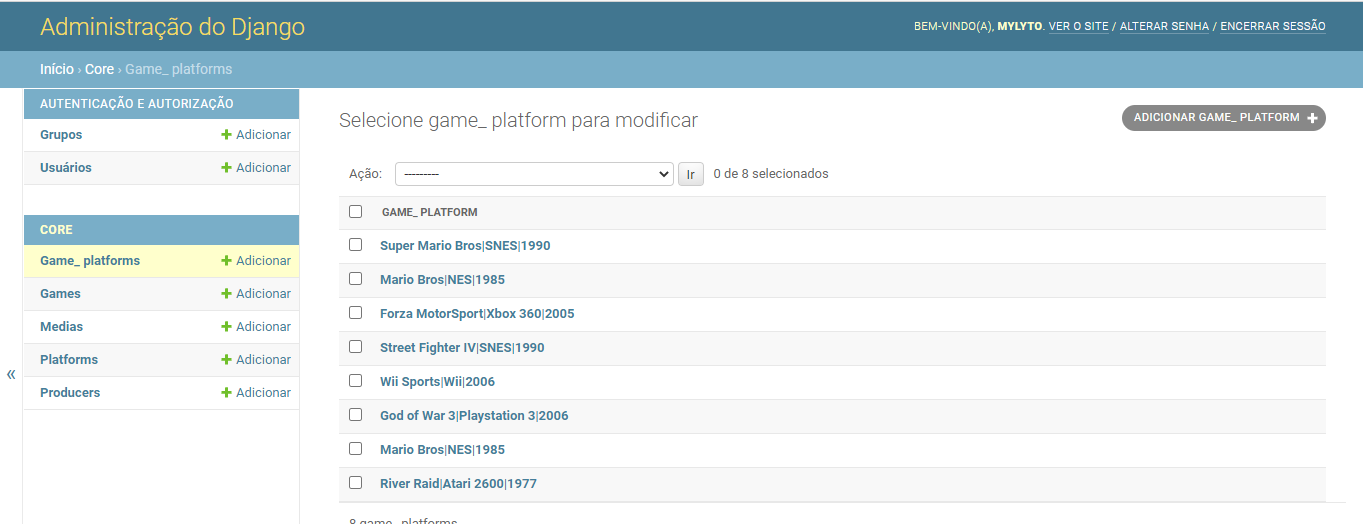 Administração do Django
BEM-VINDO(A), MYLYTO. VER O SITE / ALTERAR SENHA / ENCERRAR SESSÃO
Início › Core › Game_ platforms
AUTENTICAÇÃO E AUTORIZAÇÃO
Grupos + Adicionar
Usuários + Adicionar
CORE
Game_ platforms + Adicionar
Games + Adicionar
Medias + Adicionar
Platforms + Adicionar
Producers + Adicionar
«
Selecione game_ platform para modificar
ADICIONAR GAME_ PLATFORM +
Ação: --------- Ir 0 de 8 selecionados
GAME_ PLATFORM
Super Mario Bros|SNES|1990
Mario Bros|NES|1985
Forza MotorSport|Xbox 360|2005
Street Fighter IV|SNES|1990
Wii Sports|Wii|2006
God of War 3|Playstation 3|2006
Mario Bros|NES|1985
River Raid|Atari 2600|1977
8 game_ platforms